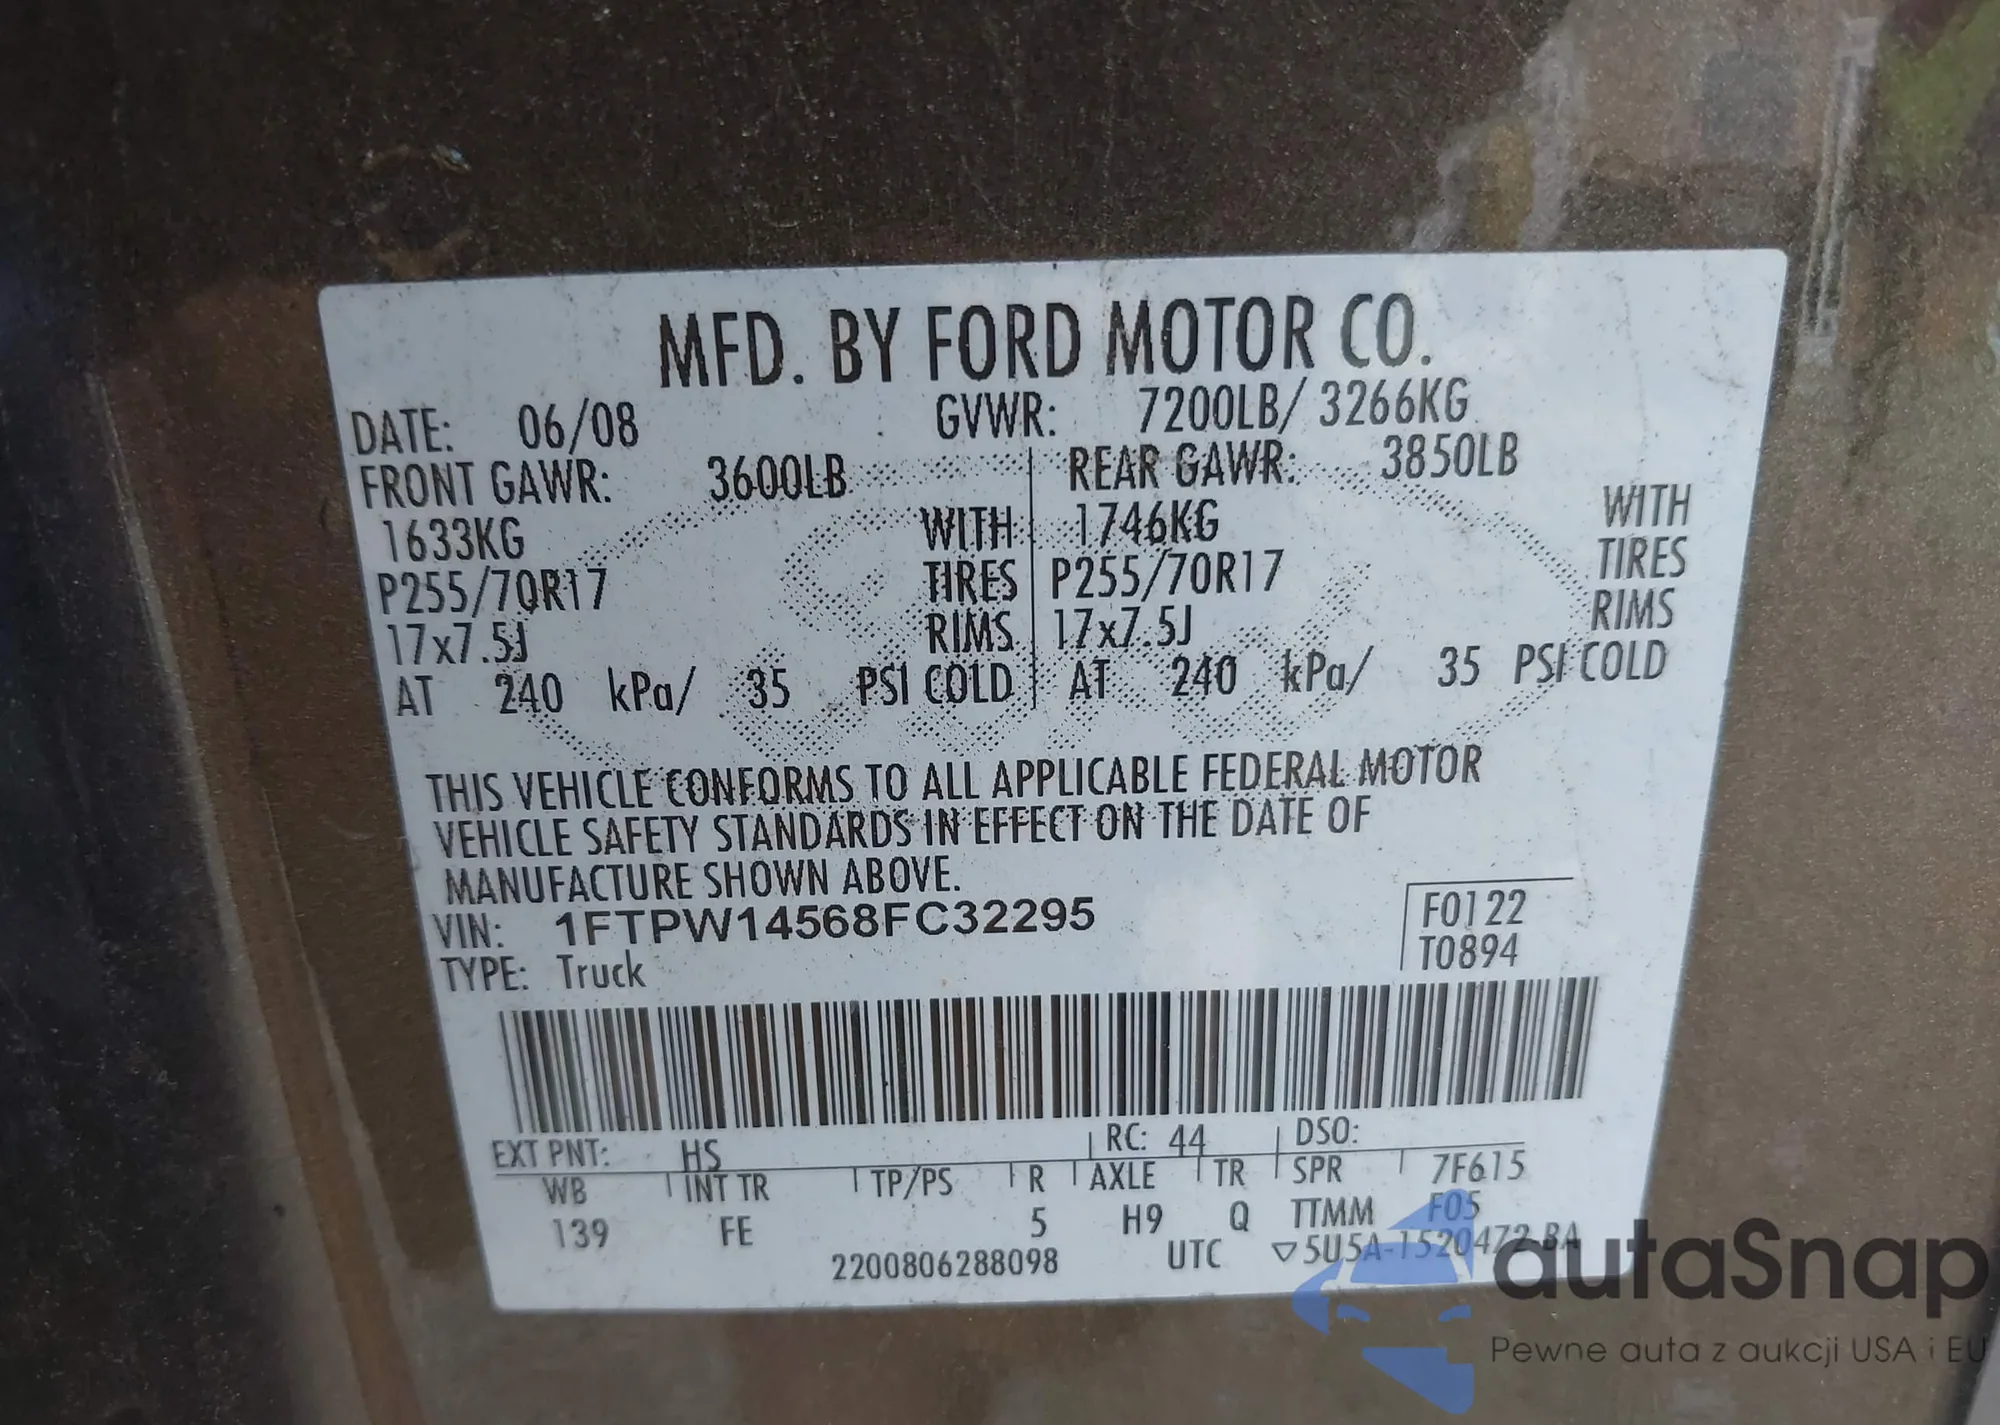 MFD. BY FORD MOTOR CO.
DATE: 06/08 GVWR: 7200LB/ 3266KG
FRONT GAWR: 3600LB REAR GAWR: 3850LB
1633KG WITH 1746KG WITH
P255/70R17 TIRES P255/70R17 TIRES
17x7.5J RIMS 17x7.5J RIMS
AT 240 kPa/ 35 PSI COLD AT 240 kPa/ 35 PSI COLD
THIS VEHICLE CONFORMS TO ALL APPLICABLE FEDERAL MOTOR
VEHICLE SAFETY STANDARDS IN EFFECT ON THE DATE OF
MANUFACTURE SHOWN ABOVE.
VIN: 1FTPW14568FC32295 F0122
TYPE: Truck T0894
EXT PNT: HS RC: 44 DSO:
WB INT TR TP/PS R AXLE TR SPR 7F615
139 FE 5 H9 Q TTMM F05
2200806288098 UTC ▽5U5A-1520472-BA
autaSnap
Pewne auta z aukcji USA i EU